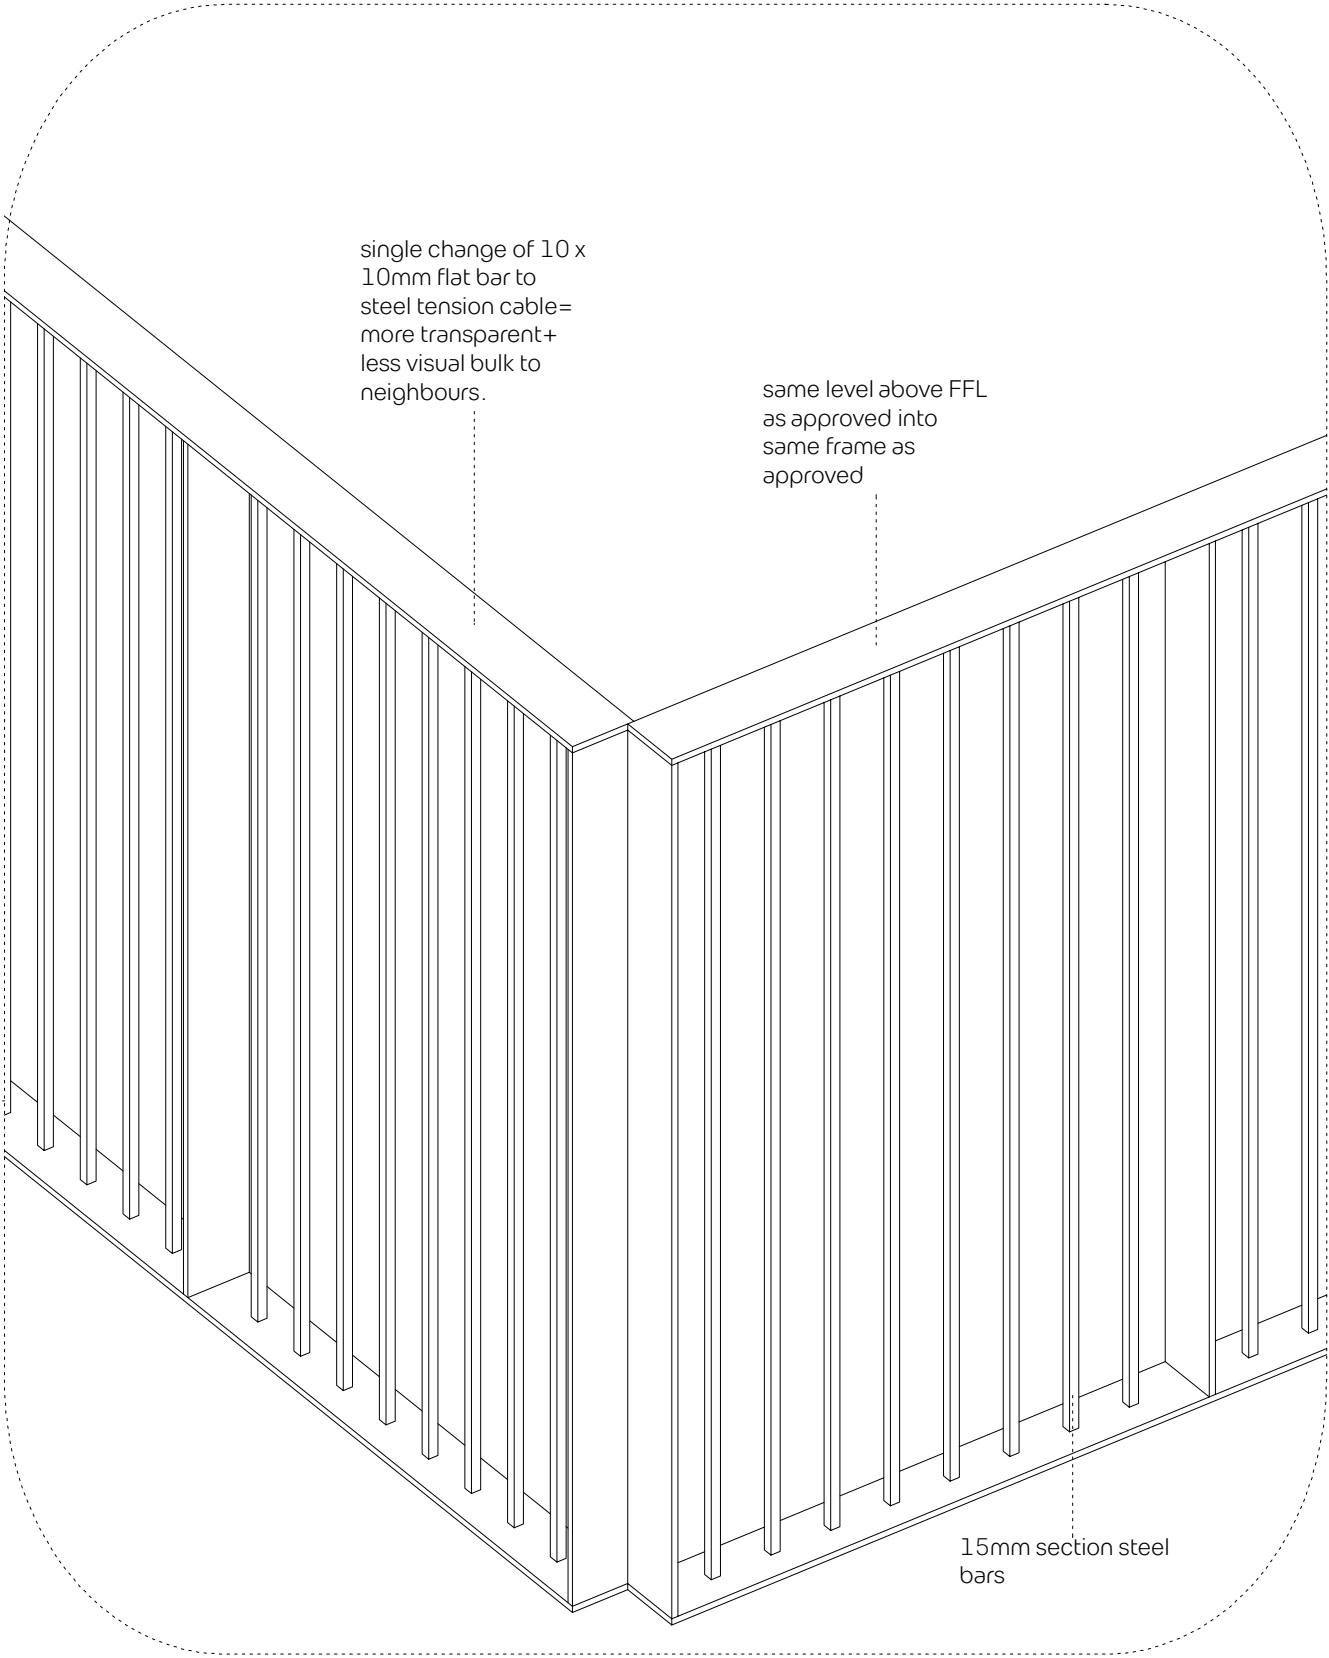 single change of 10 x
10mm flat bar to
steel tension cable=
more transparent+
less visual bulk to
neighbours.
same level above FFL
as approved into
same frame as
approved
15mm section steel
bars